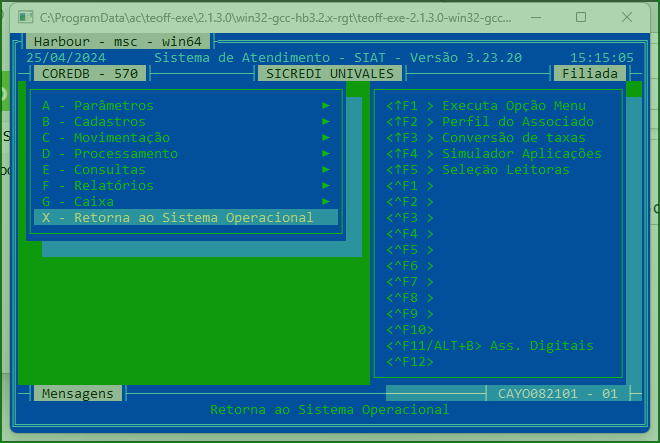 C:\ProgramData\ac\teoff-exe\2.1.3.0\win32-gcc-hb3.2.x-rgt\teoff-exe-2.1.3.0-win32-gcc...
Harbour - msc - win64
25/04/2024 Sistema de Atendimento - SIAT - Versão 3.23.20 15:15:05
COREDB - 570 SICREDI UNIVALES Filiada
A - Parâmetros ►
B - Cadastros ►
C - Movimentação ►
D - Processamento ►
E - Consultas ►
F - Relatórios ►
G - Caixa ►
X - Retorna ao Sistema Operacional
<↑F1 > Executa Opção Menu
<↑F2 > Perfil do Associado
<↑F3 > Conversão de taxas
<↑F4 > Simulador Aplicações
<↑F5 > Seleção Leitoras
<^F1 >
<^F2 >
<^F3 >
<^F4 >
<^F5 >
<^F6 >
<^F7 >
<^F8 >
<^F9 >
<^F10>
<^F11/ALT+B> Ass. Digitais
<^F12>
Mensagens CAYO082101 - 01
Retorna ao Sistema Operacional